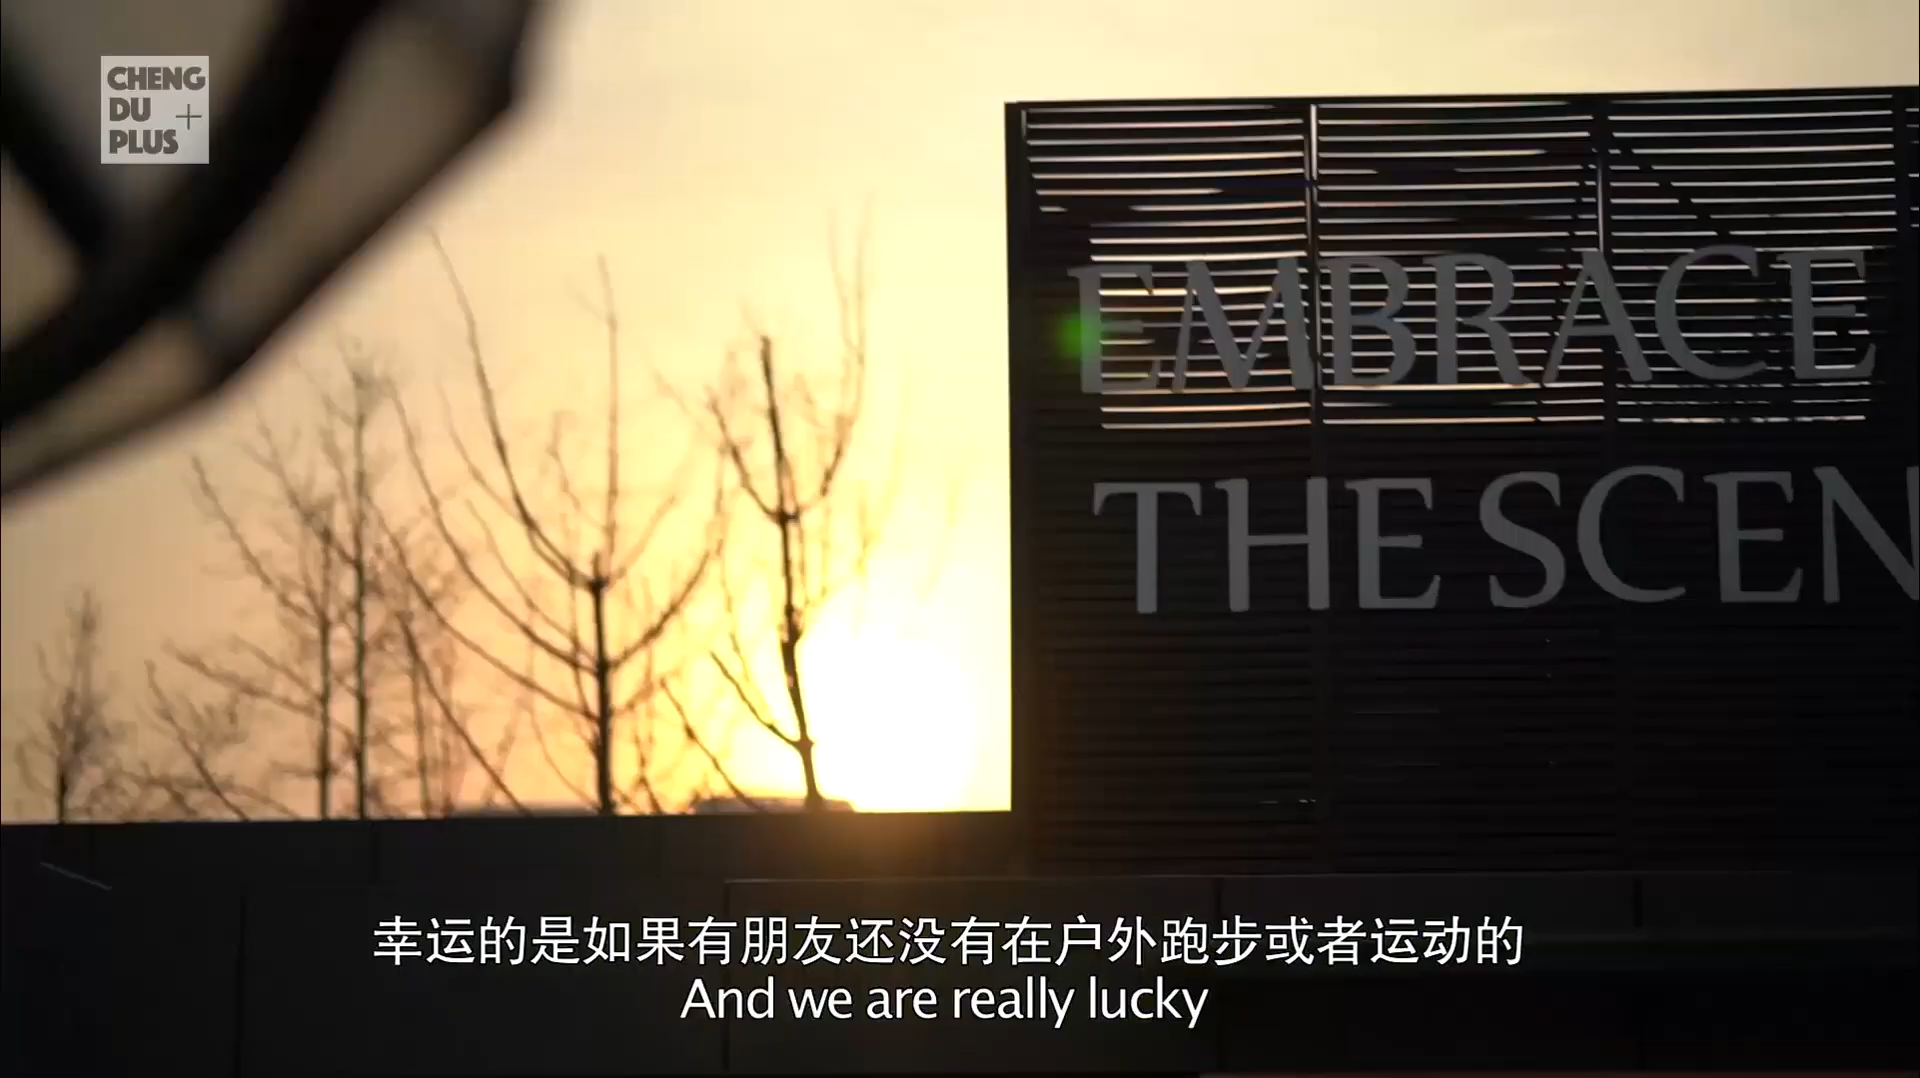 CHENG
DU +
PLUS
EMBRACE
THE SCEN
幸运的是如果有朋友还没有在户外跑步或者运动的
And we are really lucky